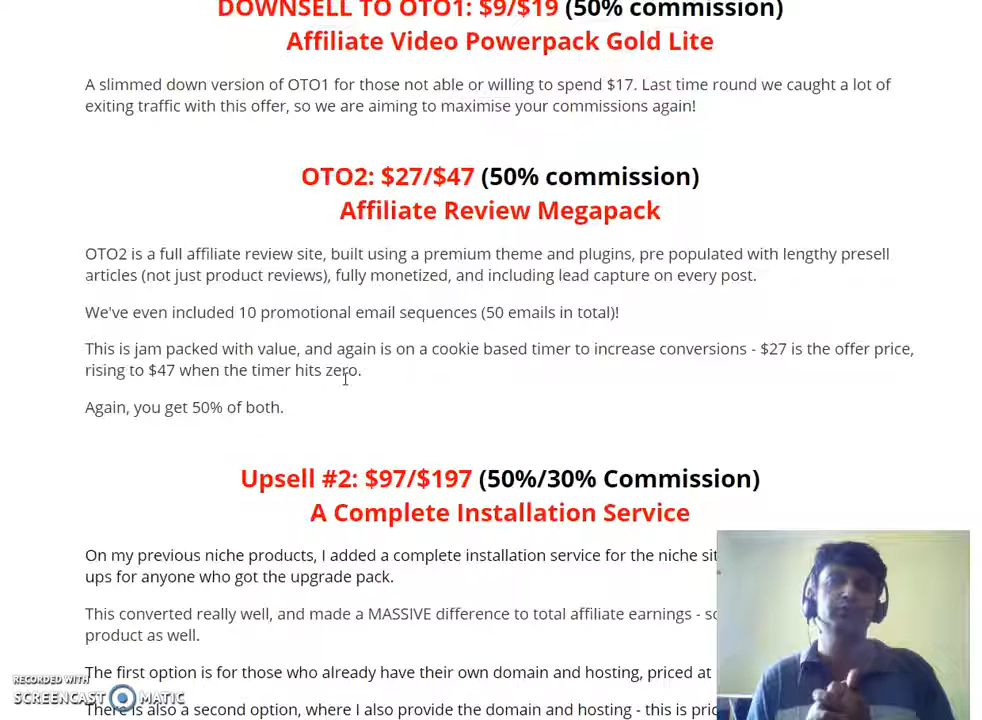 DOWNSELL TO OTO1: $9/$19 (50% commission)
Affiliate Video Powerpack Gold Lite
A slimmed down version of OTO1 for those not able or willing to spend $17. Last time round we caught a lot of
exiting traffic with this offer, so we are aiming to maximise your commissions again!
OTO2: $27/$47 (50% commission)
Affiliate Review Megapack
OTO2 is a full affiliate review site, built using a premium theme and plugins, pre populated with lengthy presell
articles (not just product reviews), fully monetized, and including lead capture on every post.
We've even included 10 promotional email sequences (50 emails in total)!
This is jam packed with value, and again is on a cookie based timer to increase conversions - $27 is the offer price,
rising to $47 when the timer hits zero.
Again, you get 50% of both.
Upsell #2: $97/$197 (50%/30% Commission)
A Complete Installation Service
On my previous niche products, I added a complete installation service for the niche
ups for anyone who got the upgrade pack.
This converted really well, and made a MASSIVE difference to total affiliate earnings -
product as well.
The first option is for those who already have their own domain and hosting, priced at
There is also a second option, where I also provide the domain and hosting - this is
RECORDED WITH
SCREENCAST MATIC